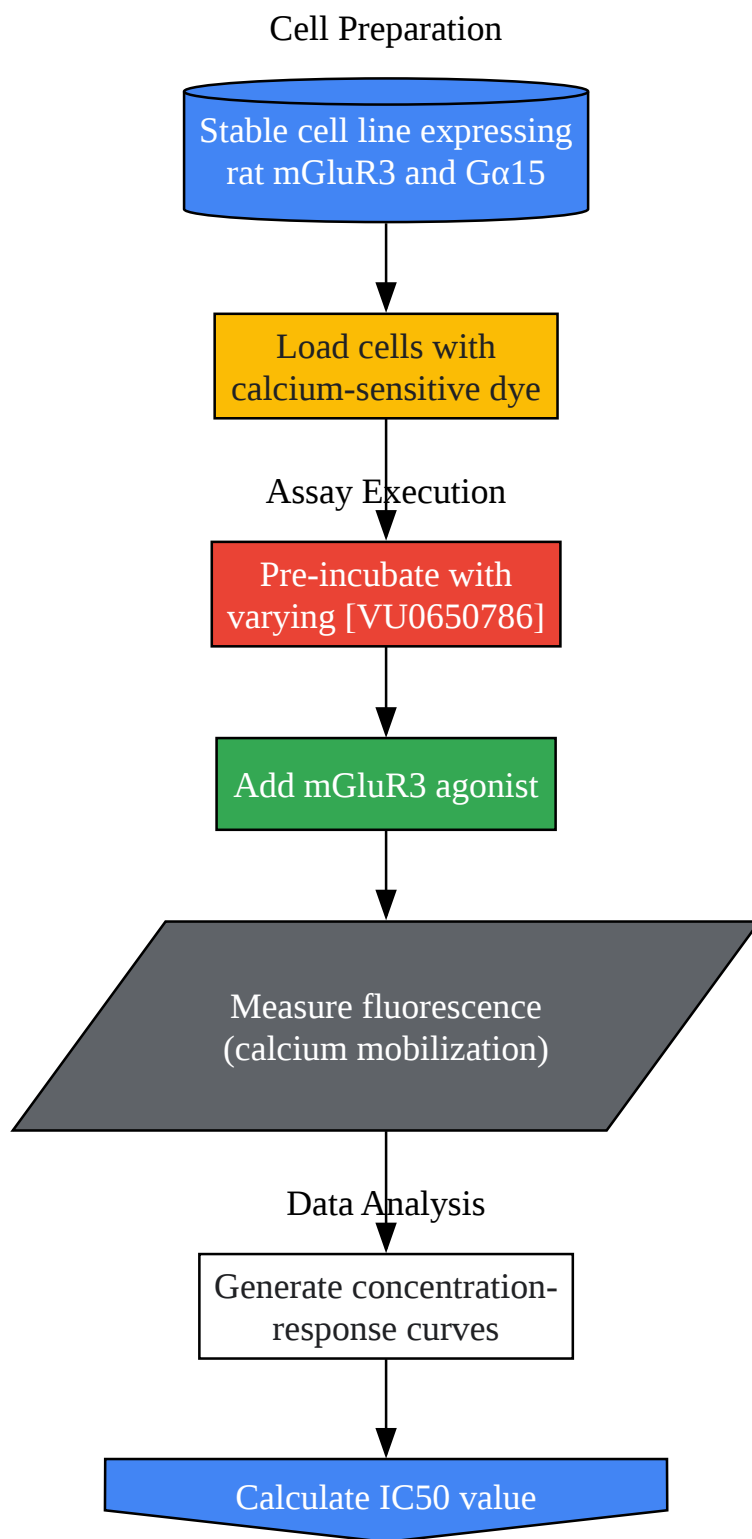 Cell Preparation
Stable cell line expressing
rat mGluR3 and Gα15
Load cells with
calcium-sensitive dye
Assay Execution
Pre-incubate with
varying [VU0650786]
Add mGluR3 agonist
Measure fluorescence
(calcium mobilization)
Data Analysis
Generate concentration-
response curves
Calculate IC50 value